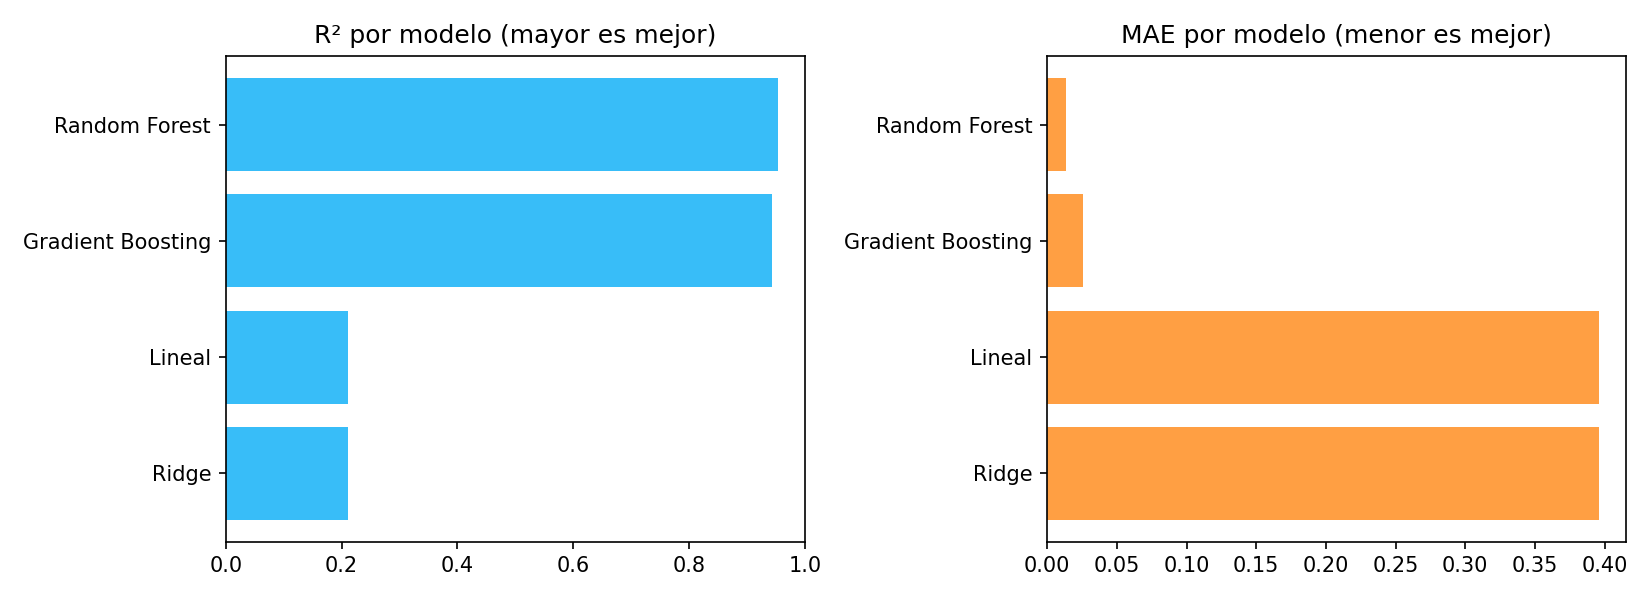 R² por modelo (mayor es mejor)
Random Forest
Gradient Boosting
Lineal
Ridge
0.0 0.2 0.4 0.6 0.8 1.0
MAE por modelo (menor es mejor)
Random Forest
Gradient Boosting
Lineal
Ridge
0.00 0.05 0.10 0.15 0.20 0.25 0.30 0.35 0.40